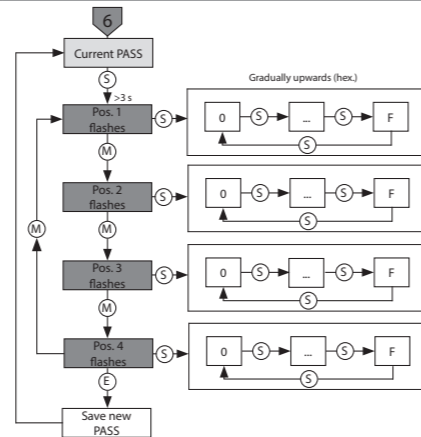 6
Current PASS
S
>3 s
Gradually upwards (hex.)
Pos. 1
flashes
S
0
S
...
S
F
S
M
Pos. 2
flashes
S
0
S
...
S
F
S
M
M
Pos. 3
flashes
S
0
S
...
S
F
S
M
Pos. 4
flashes
S
0
S
...
S
F
S
E
Save new
PASS